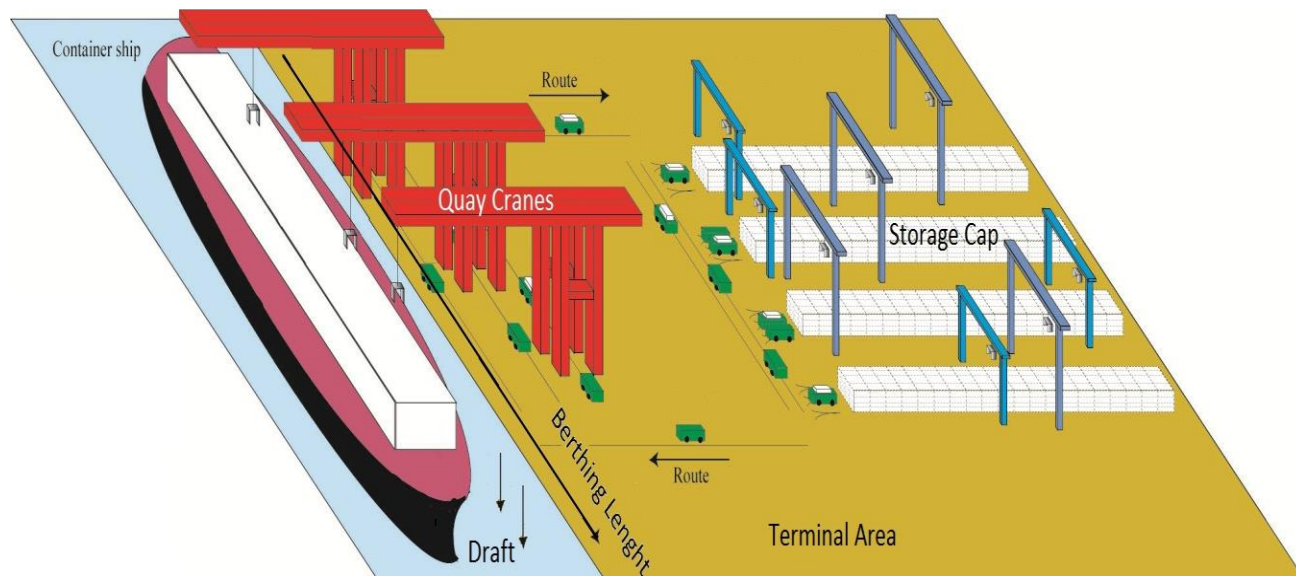 Container ship
Route
Quay Cranes
Storage Cap
Berthing Lenght
Route
Terminal Area
Draft